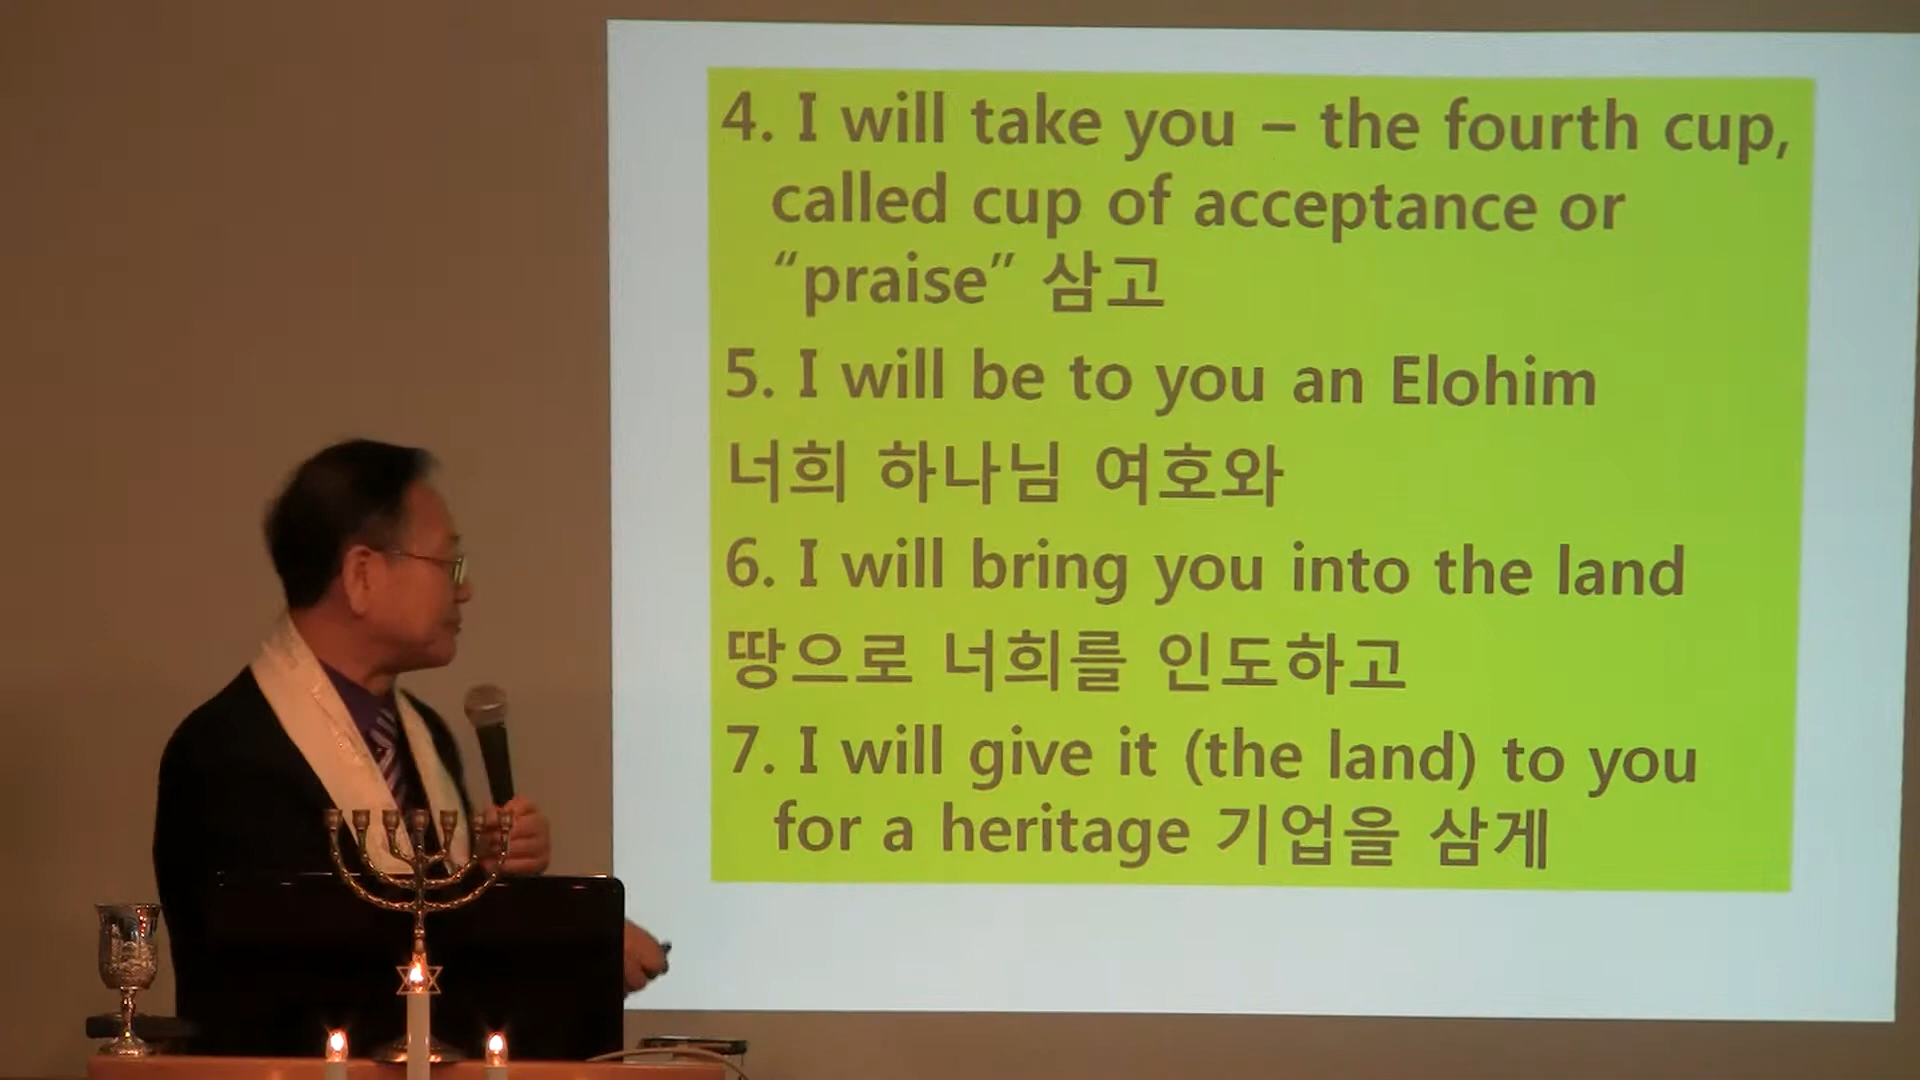 4. I will take you – the fourth cup,
called cup of acceptance or
“praise” 삼고
5. I will be to you an Elohim
너희 하나님 여호와
6. I will bring you into the land
땅으로 너희를 인도하고
7. I will give it (the land) to you
for a heritage 기업을 삼게